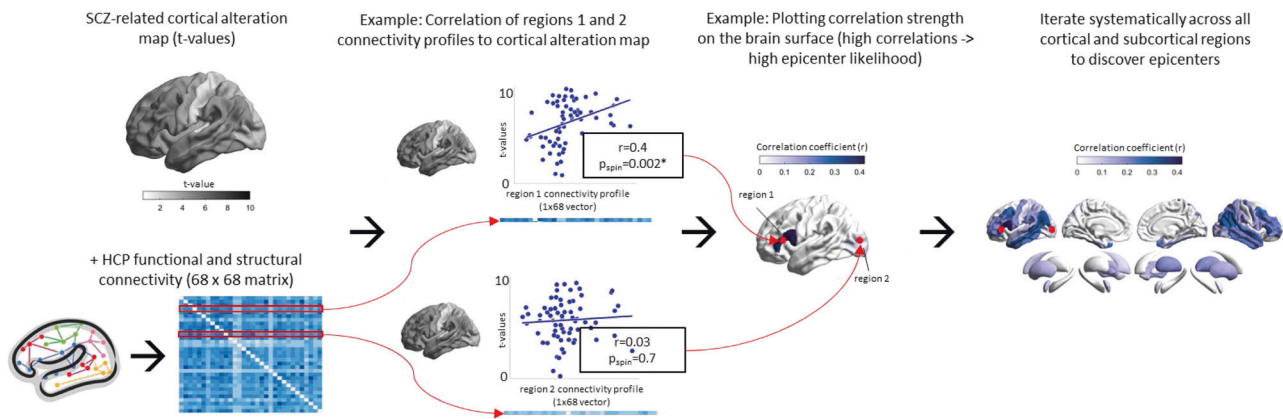 SCZ-related cortical alteration
map (t-values)
t-value
2 4 6 8 10
+ HCP functional and structural
connectivity (68 x 68 matrix)
Example: Correlation of regions 1 and 2
connectivity profiles to cortical alteration map
10
t-values
0
r=0.4
pspin=0.002*
region 1 connectivity profile
(1x68 vector)
10
t-values
0
r=0.03
pspin=0.7
region 2 connectivity profile
(1x68 vector)
Example: Plotting correlation strength
on the brain surface (high correlations ->
high epicenter likelihood)
Correlation coefficient (r)
0 0.1 0.2 0.3 0.4
region 1
region 2
Iterate systematically across all
cortical and subcortical regions
to discover epicenters
Correlation coefficient (r)
0 0.1 0.2 0.3 0.4